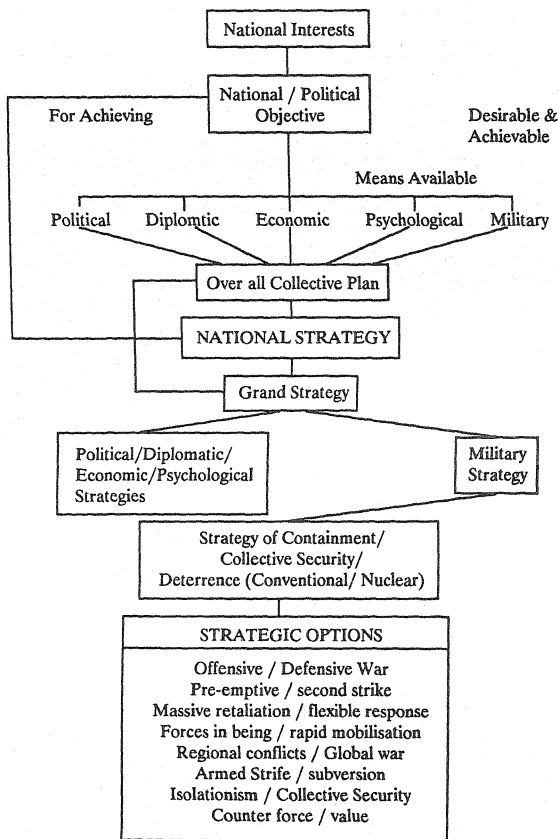 National Interests
National / Political
Objective
For Achieving
Desirable &
Achievable
Means Available
Political Diplomtic Economic Psychological Military
Over all Collective Plan
NATIONAL STRATEGY
Grand Strategy
Political/Diplomatic/
Economic/Psychological
Strategies
Military
Strategy
Strategy of Containment/
Collective Security/
Deterrence (Conventional/ Nuclear)
STRATEGIC OPTIONS
Offensive / Defensive War
Pre-emptive / second strike
Massive retaliation / flexible response
Forces in being / rapid mobilisation
Regional conflicts / Global war
Armed Strife / subversion
Isolationism / Collective Security
Counter force / value